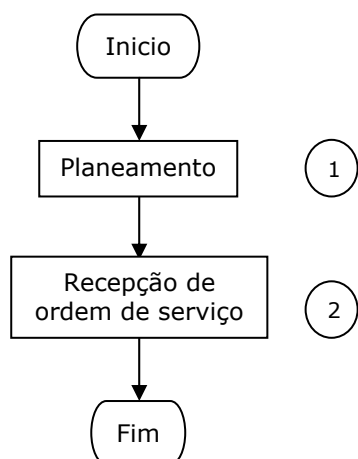 Inicio
Planeamento
1
Recepção de
ordem de serviço
2
Fim